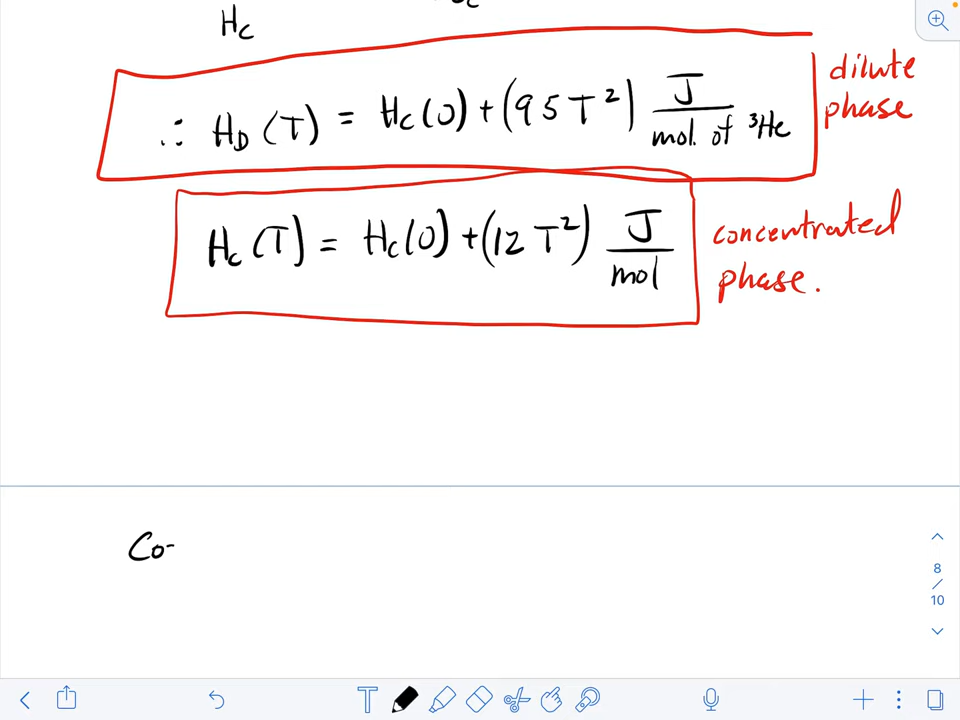 H_C
∴ H_D (T) = H_C(0) + (95 T²) J / mol. of ³He
dilute phase
H_C (T) = H_C(0) + (12 T²) J / mol
concentrated phase.
Co-
8 / 10
T